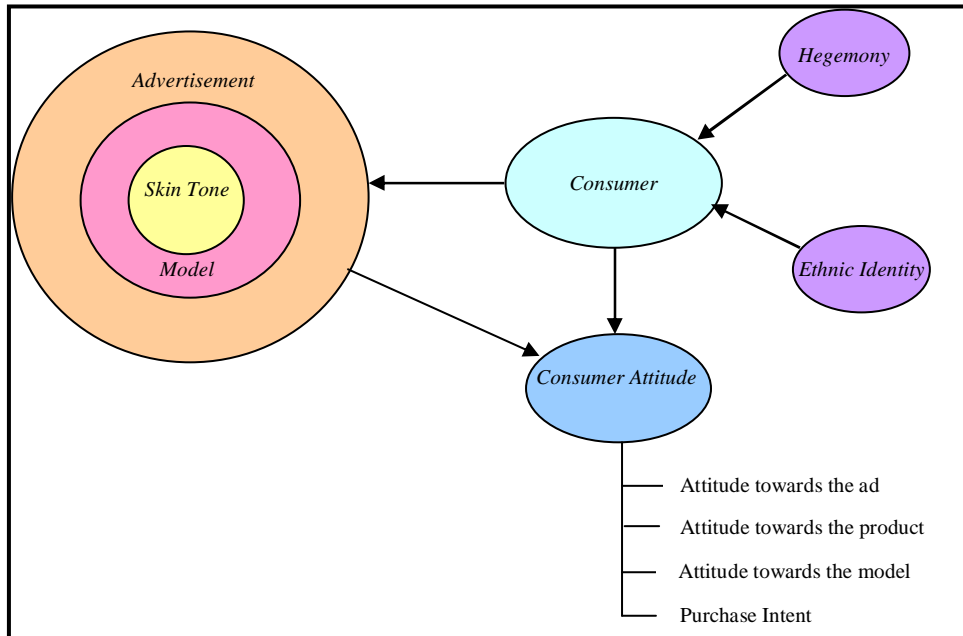 Hegemony
Advertisement
Skin Tone
Consumer
Model
Ethnic Identity
Consumer Attitude
Attitude towards the ad
Attitude towards the product
Attitude towards the model
Purchase Intent